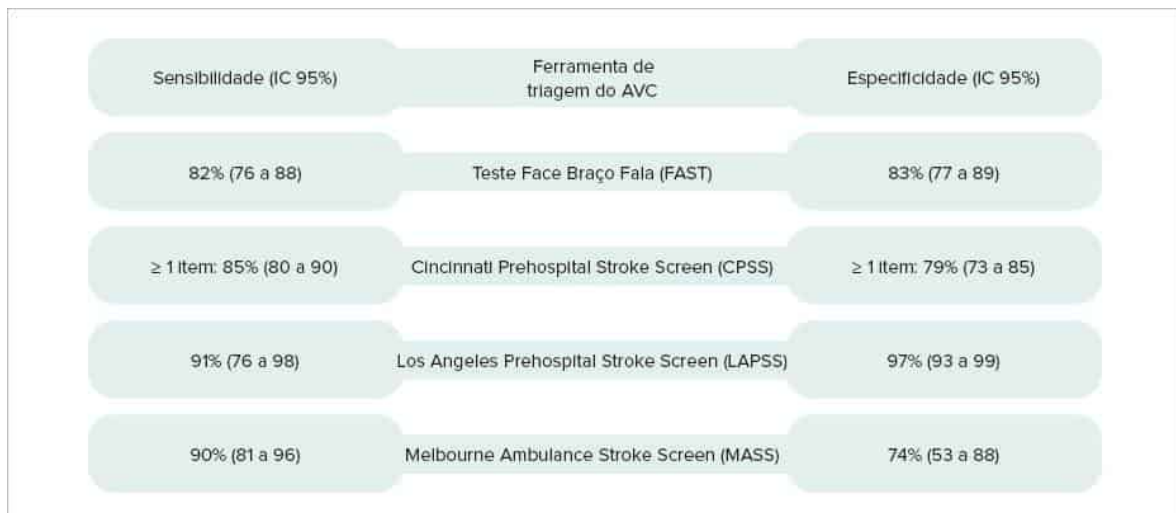 Sensibilidade (IC 95%)
Ferramenta de
triagem do AVC
Especificidade (IC 95%)
82% (76 a 88)
Teste Face Braço Fala (FAST)
83% (77 a 89)
≥ 1 item: 85% (80 a 90)
Cincinnati Prehospital Stroke Screen (CPSS)
≥ 1 item: 79% (73 a 85)
91% (76 a 98)
Los Angeles Prehospital Stroke Screen (LAPSS)
97% (93 a 99)
90% (81 a 96)
Melbourne Ambulance Stroke Screen (MASS)
74% (53 a 88)